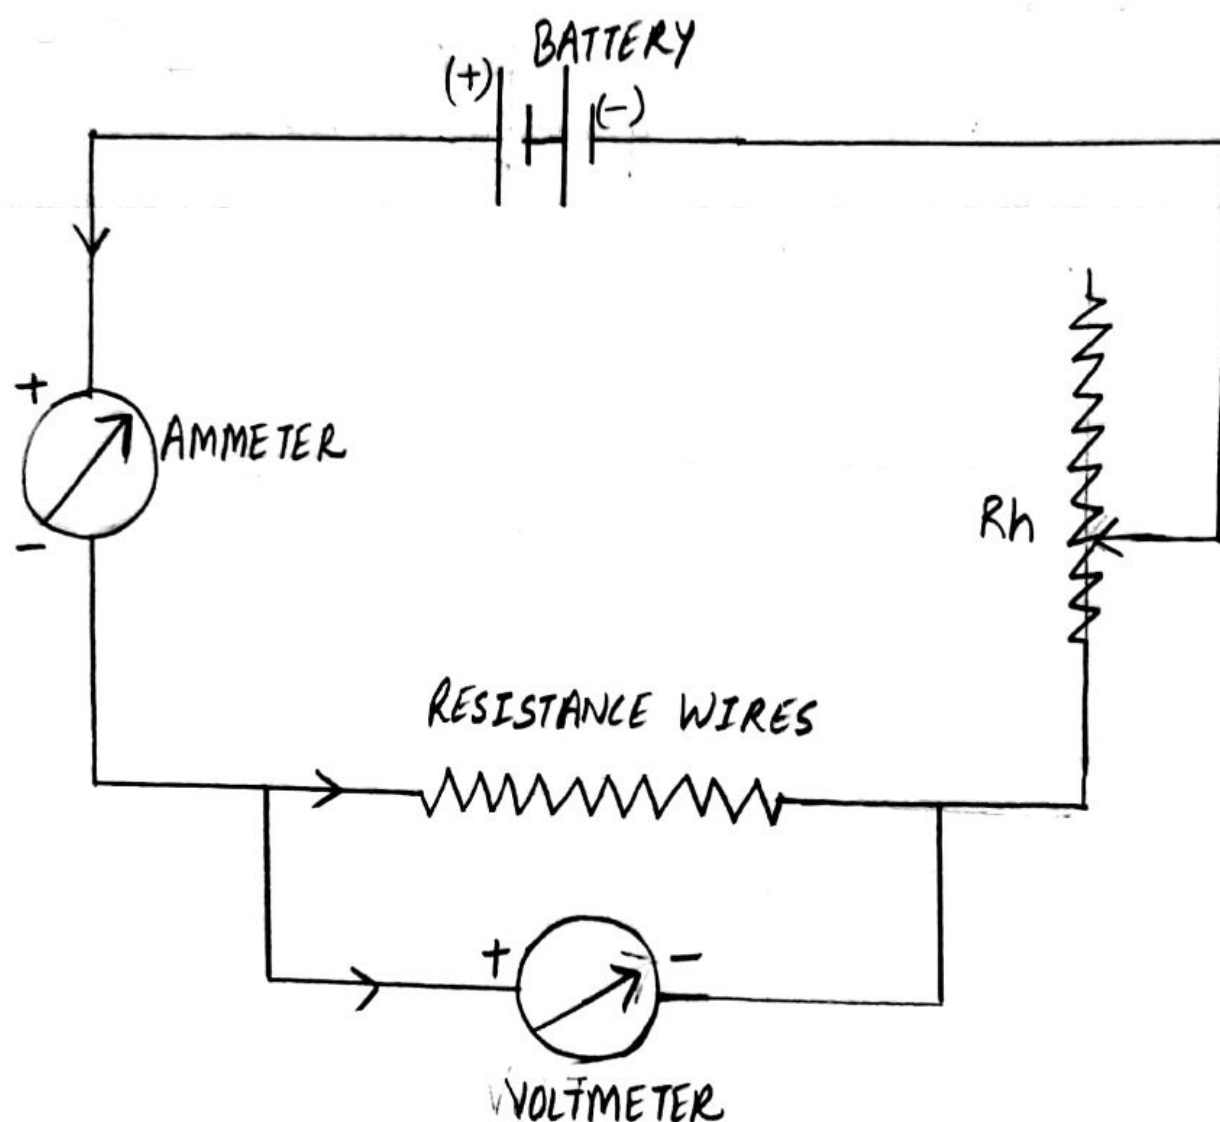 BATTERY
(+)
(-)
+
AMMETER
-
Rh
RESISTANCE WIRES
+
-
VOLTMETER